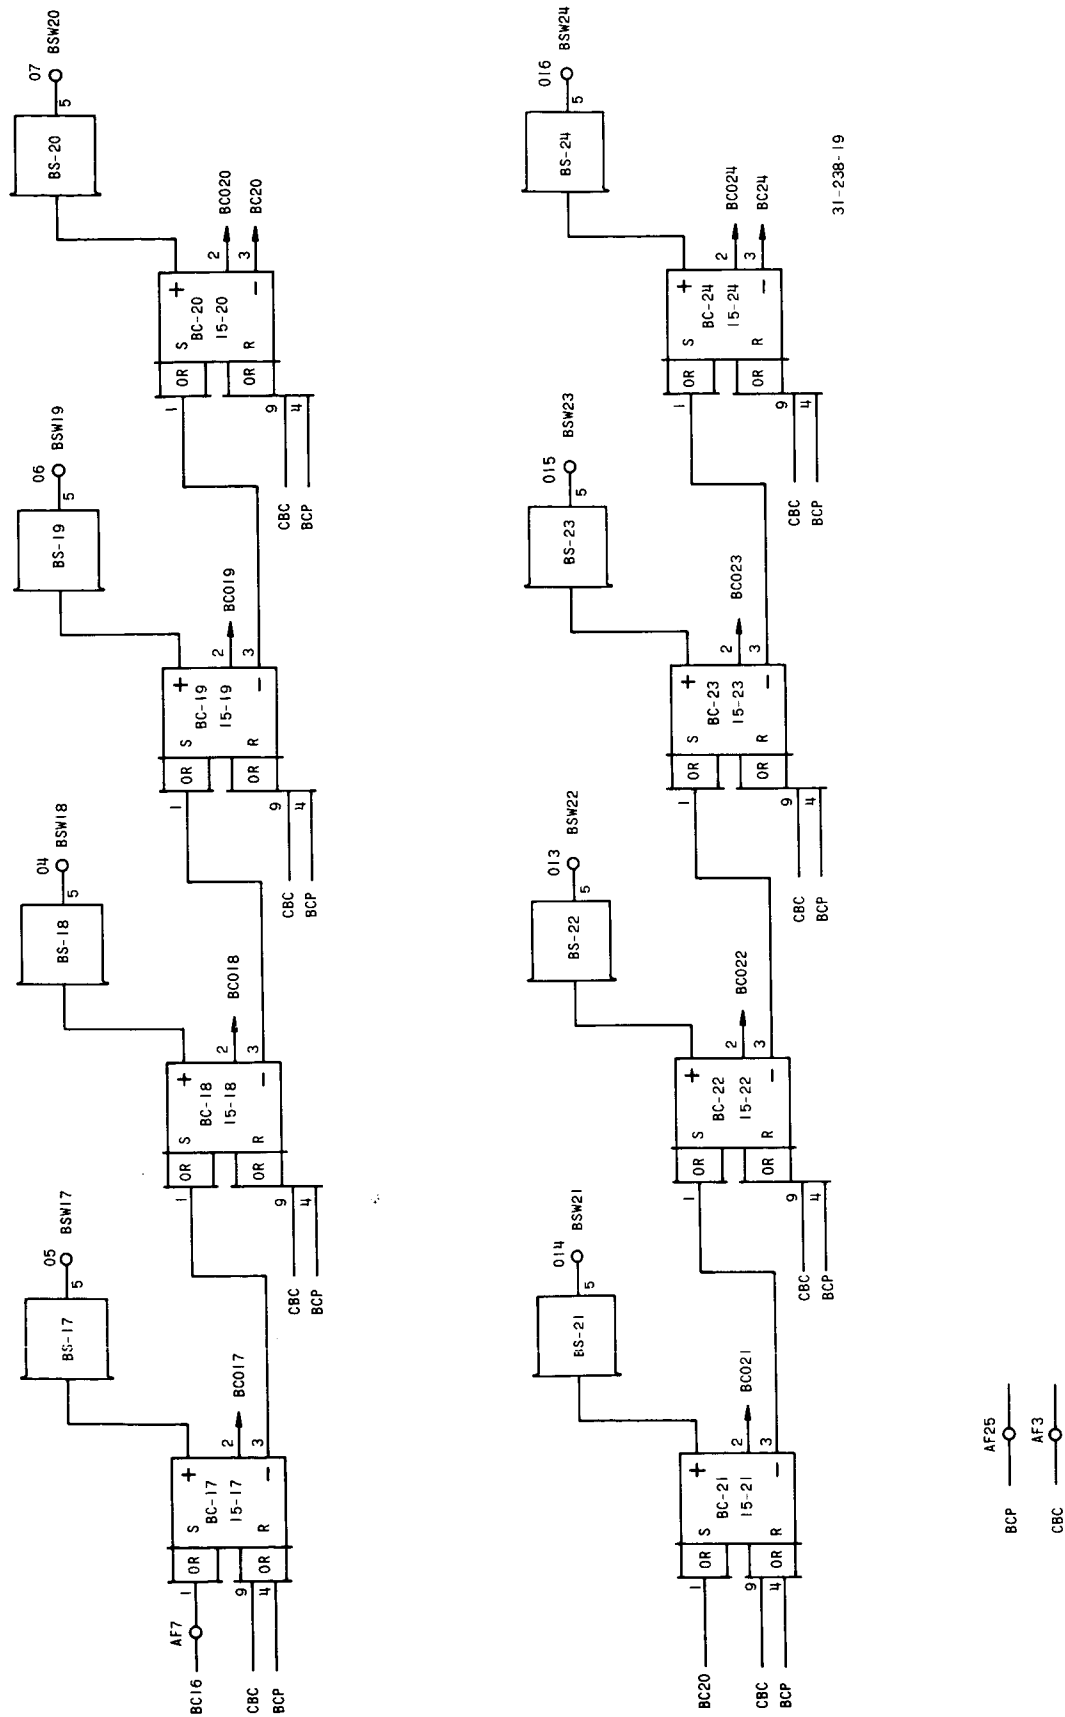 07 BSW20
5
BS-20
BC020
BC20
2
3
+
-
BC-20
15-20
S
R
OR
OR
1
9
4
CBC
BCP
06 BSW19
5
BS-19
BC019
2
3
+
-
BC-19
15-19
S
R
OR
OR
1
9
4
CBC
BCP
04 BSW18
5
BS-18
BC018
2
3
+
-
BC-18
15-18
S
R
OR
OR
1
9
4
CBC
BCP
05 BSW17
5
BS-17
BC017
2
3
+
-
BC-17
15-17
S
R
OR
OR
1
9
4
AF7
BC16
CBC
BCP
016 BSW24
5
BS-24
BC024
BC24
2
3
+
-
BC-24
15-24
S
R
OR
OR
1
9
4
CBC
BCP
015 BSW23
5
BS-23
BC023
2
3
+
-
BC-23
15-23
S
R
OR
OR
1
9
4
CBC
BCP
013 BSW22
5
BS-22
BC022
2
3
+
-
BC-22
15-22
S
R
OR
OR
1
9
4
CBC
BCP
014 BSW21
5
BS-21
BC021
2
3
+
-
BC-21
15-21
S
R
OR
OR
1
9
4
BC20
CBC
BCP
31-238-19
BCP AF25
CBC AF3